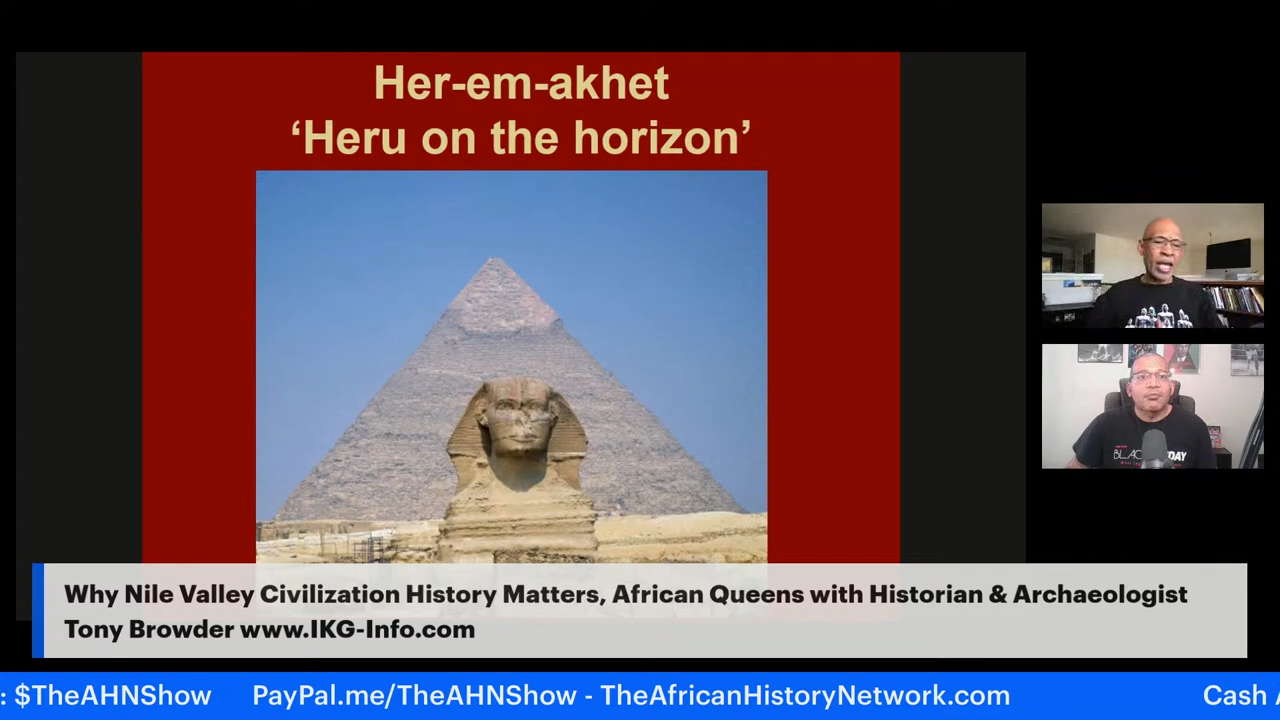 Her-em-akhet
‘Heru on the horizon’
Why Nile Valley Civilization History Matters, African Queens with Historian & Archaeologist
Tony Browder www.IKG-Info.com
: $TheAHNShow PayPal.me/TheAHNShow - TheAfricanHistoryNetwork.com Cash